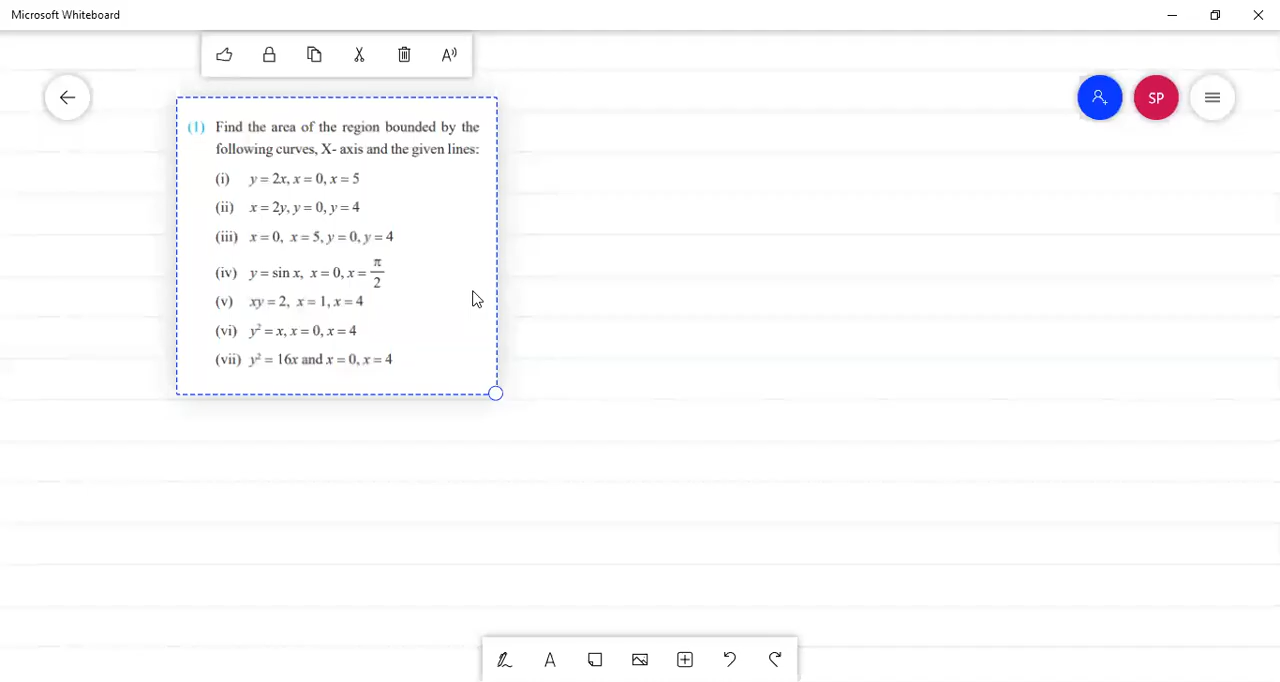 Microsoft Whiteboard
SP
(1) Find the area of the region bounded by the
following curves, X- axis and the given lines:
(i) y = 2x, x = 0, x = 5
(ii) x = 2y, y = 0, y = 4
(iii) x = 0, x = 5, y = 0, y = 4
(iv) y = sin x, x = 0, x = π/2
(v) xy = 2, x = 1, x = 4
(vi) y² = x, x = 0, x = 4
(vii) y² = 16x and x = 0, x = 4